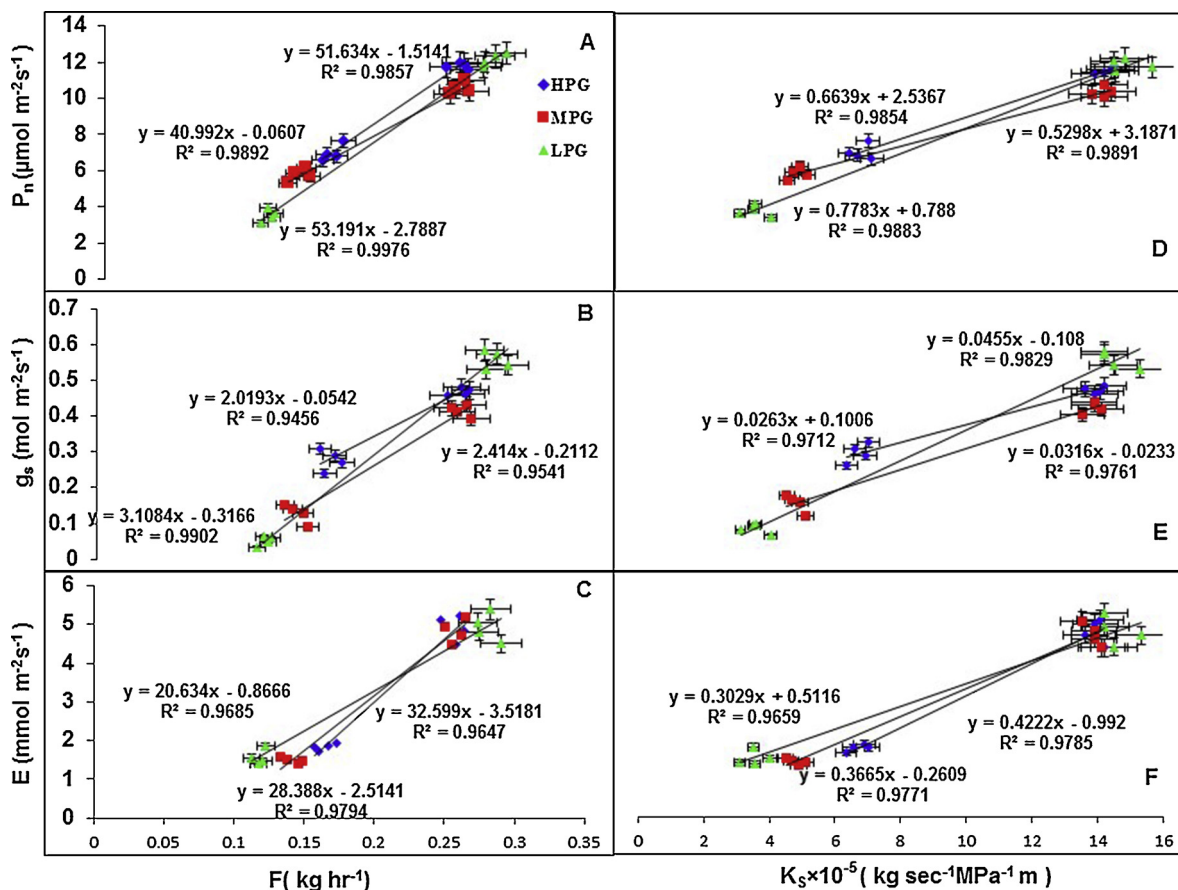 14
12
10
8
6
4
2
0
Pn (µmol m-2s-1)
A
y = 51.634x - 1.5141
R² = 0.9857
HPG
MPG
LPG
y = 40.992x - 0.0607
R² = 0.9892
y = 53.191x - 2.7887
R² = 0.9976
y = 0.6639x + 2.5367
R² = 0.9854
y = 0.5298x + 3.1871
R² = 0.9891
y = 0.7783x + 0.788
R² = 0.9883
D
0.7
0.6
0.5
0.4
0.3
0.2
0.1
0
gs (mol m-2s-1)
B
y = 2.0193x - 0.0542
R² = 0.9456
y = 2.414x - 0.2112
R² = 0.9541
y = 3.1084x - 0.3166
R² = 0.9902
y = 0.0455x - 0.108
R² = 0.9829
y = 0.0263x + 0.1006
R² = 0.9712
y = 0.0316x - 0.0233
R² = 0.9761
E
6
5
4
3
2
1
0
E (mmol m-2s-1)
C
y = 20.634x - 0.8666
R² = 0.9685
y = 32.599x - 3.5181
R² = 0.9647
y = 28.388x - 2.5141
R² = 0.9794
y = 0.3029x + 0.5116
R² = 0.9659
y = 0.4222x - 0.992
R² = 0.9785
y = 0.3665x - 0.2609
R² = 0.9771
F
0 0.05 0.1 0.15 0.2 0.25 0.3 0.35
0 2 4 6 8 10 12 14 16
F( kg hr-1)
KS×10-5 ( kg sec-1MPa-1 m)